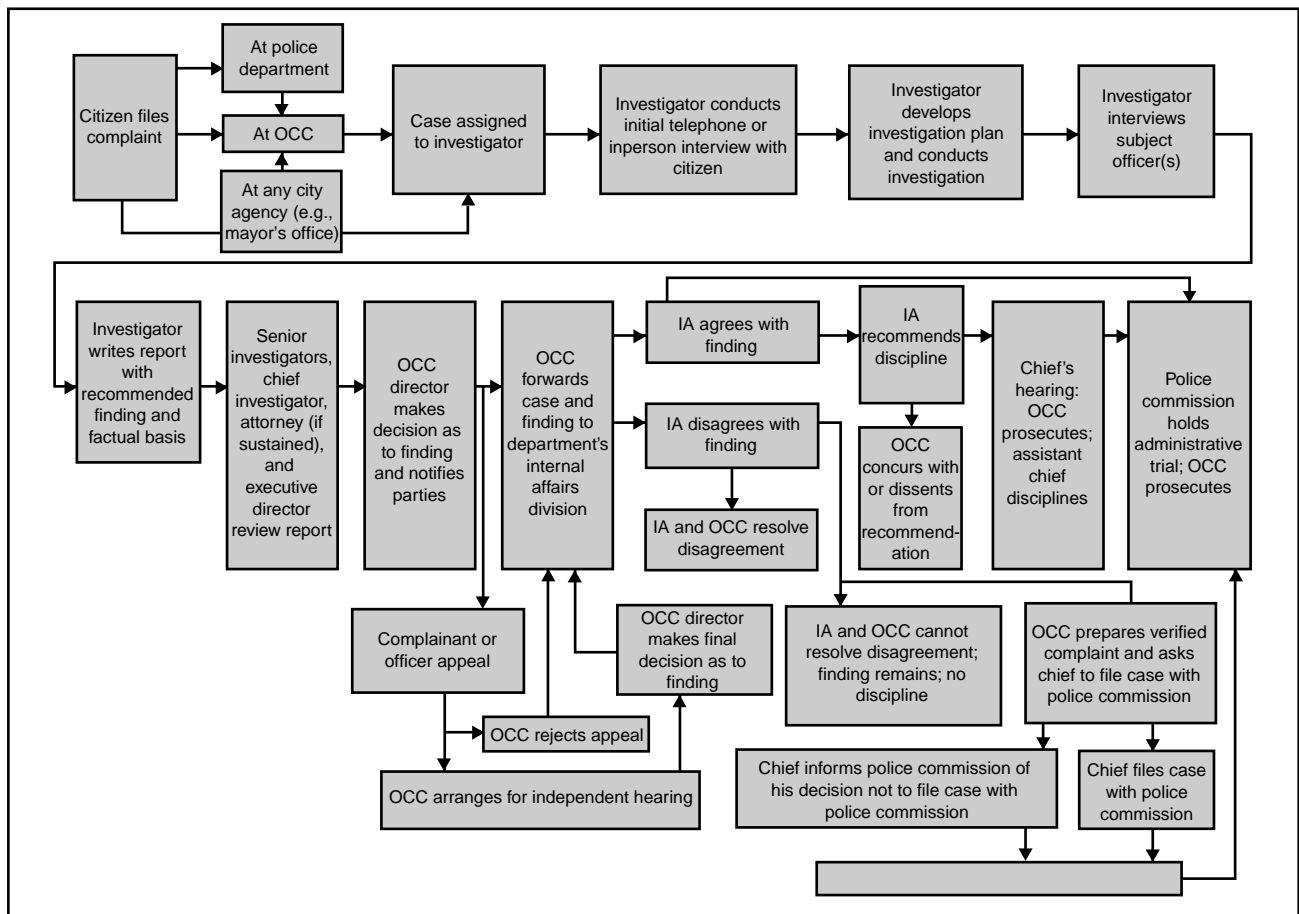 At police
department
Citizen files
complaint
At OCC
At any city
agency (e.g.,
mayor's office)
Case assigned
to investigator
Investigator conducts
initial telephone or
inperson interview with
citizen
Investigator
develops
investigation plan
and conducts
investigation
Investigator
interviews
subject
officer(s)
Investigator
writes report
with
recommended
finding and
factual basis
Senior
investigators,
chief
investigator,
attorney (if
sustained),
and
executive
director
review report
OCC
director
makes
decision as
to finding
and notifies
parties
OCC
forwards
case and
finding to
department's
internal
affairs
division
IA agrees with
finding
IA disagrees with
finding
IA and OCC resolve
disagreement
IA
recommends
discipline
OCC
concurs with
or dissents
from
recommend-
ation
Chief's
hearing:
OCC
prosecutes;
assistant
chief
disciplines
Police
commission
holds
administrative
trial; OCC
prosecutes
Complainant or
officer appeal
OCC rejects appeal
OCC arranges for independent hearing
OCC director
makes final
decision as to
finding
IA and OCC cannot
resolve disagreement;
finding remains; no
discipline
OCC prepares verified
complaint and asks
chief to file case with
police commission
Chief informs police commission of
his decision not to file case with
police commission
Chief files case
with police
commission